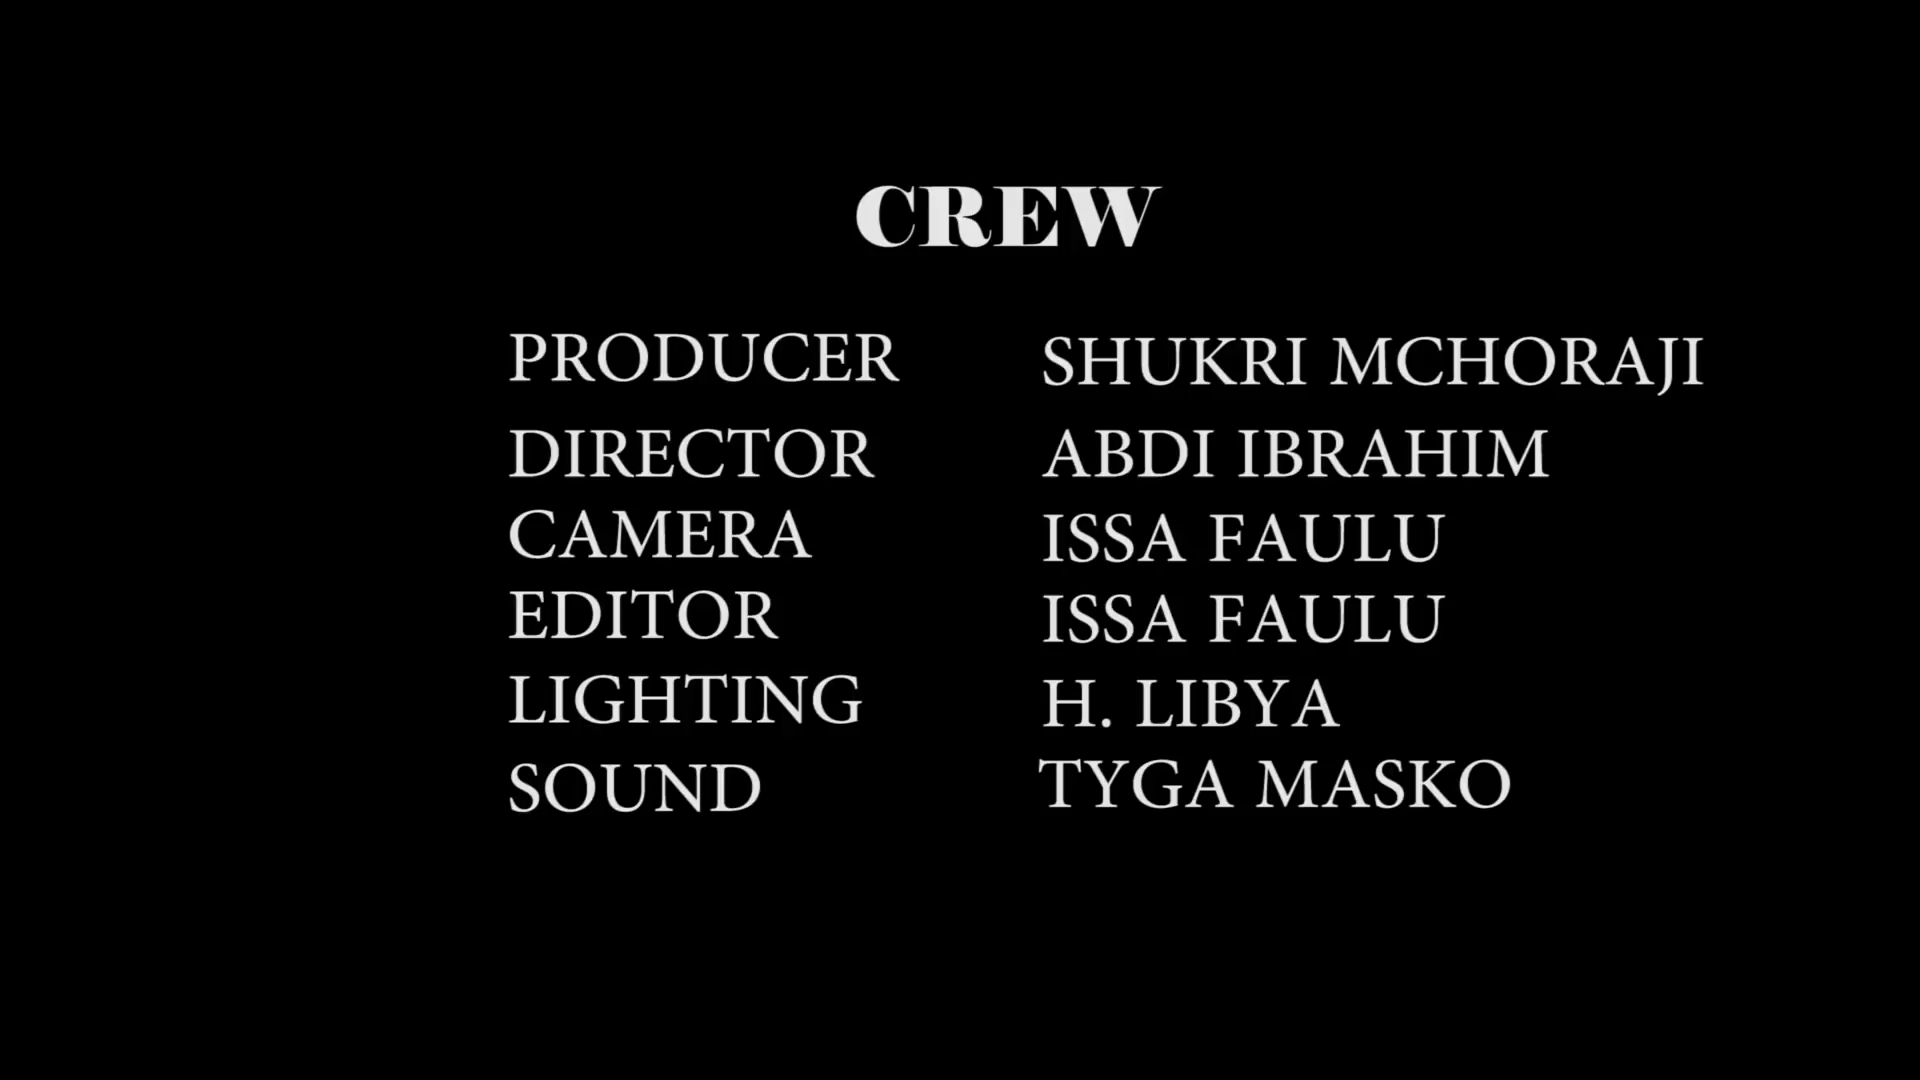 CREW
PRODUCER SHUKRI MCHORAJI
DIRECTOR ABDI IBRAHIM
CAMERA ISSA FAULU
EDITOR ISSA FAULU
LIGHTING H. LIBYA
SOUND TYGA MASKO